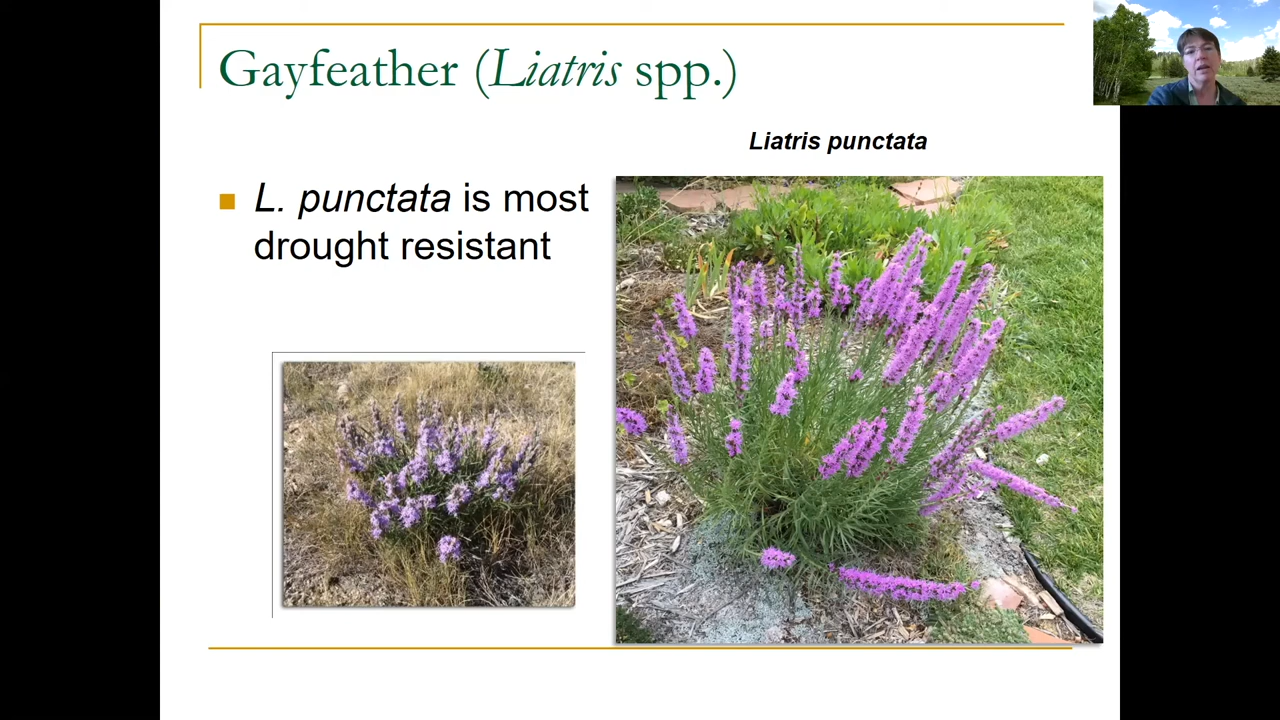 Gayfeather (Liatris spp.)
Liatris punctata
L. punctata is most
drought resistant